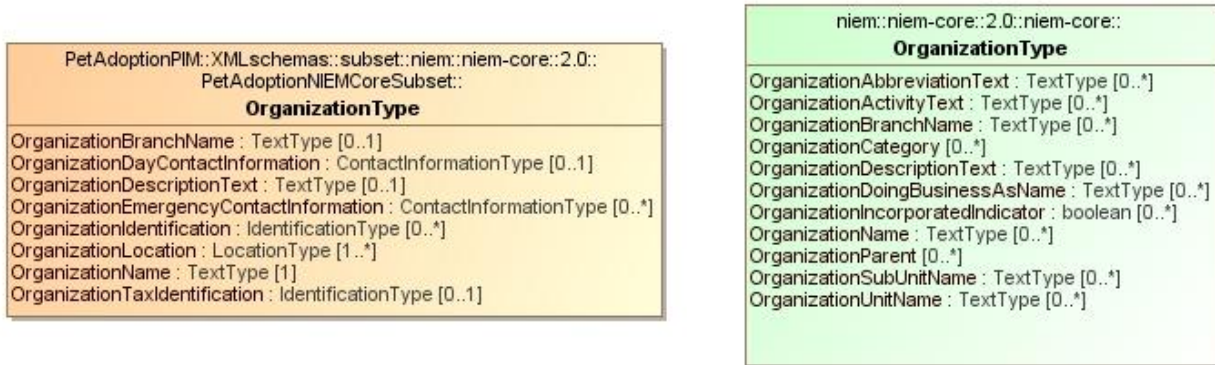 PetAdoptionPIM::XMLschemas::subset::niem::niem-core::2.0::
PetAdoptionNIEMCoreSubset::
OrganizationType
OrganizationBranchName : TextType [0..1]
OrganizationDayContactInformation : ContactInformationType [0..1]
OrganizationDescriptionText : TextType [0..1]
OrganizationEmergencyContactInformation : ContactInformationType [0..*]
OrganizationIdentification : IdentificationType [0..*]
OrganizationLocation : LocationType [1..*]
OrganizationName : TextType [1]
OrganizationTaxIdentification : IdentificationType [0..1]
niem::niem-core::2.0::niem-core::
OrganizationType
OrganizationAbbreviationText : TextType [0..*]
OrganizationActivityText : TextType [0..*]
OrganizationBranchName : TextType [0..*]
OrganizationCategory [0..*]
OrganizationDescriptionText : TextType [0..*]
OrganizationDoingBusinessAsName : TextType [0..*]
OrganizationIncorporatedIndicator : boolean [0..*]
OrganizationName : TextType [0..*]
OrganizationParent [0..*]
OrganizationSubUnitName : TextType [0..*]
OrganizationUnitName : TextType [0..*]